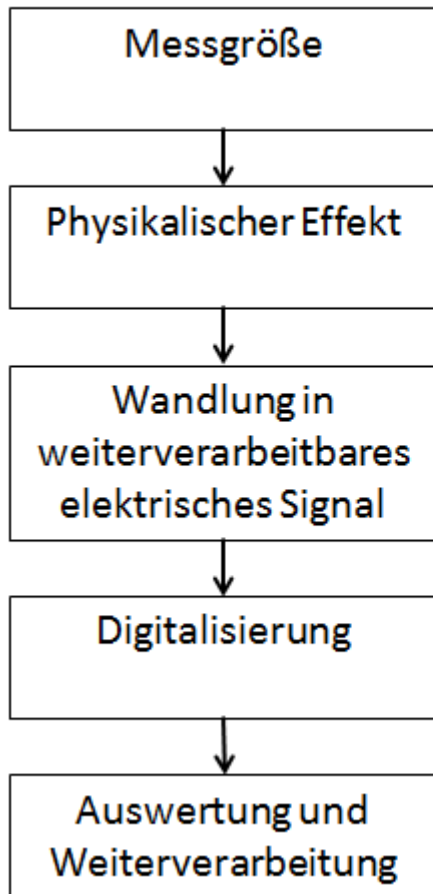 Messgröße
Physikalischer Effekt
Wandlung in
weiterverarbeitbares
elektrisches Signal
Digitalisierung
Auswertung und
Weiterverarbeitung